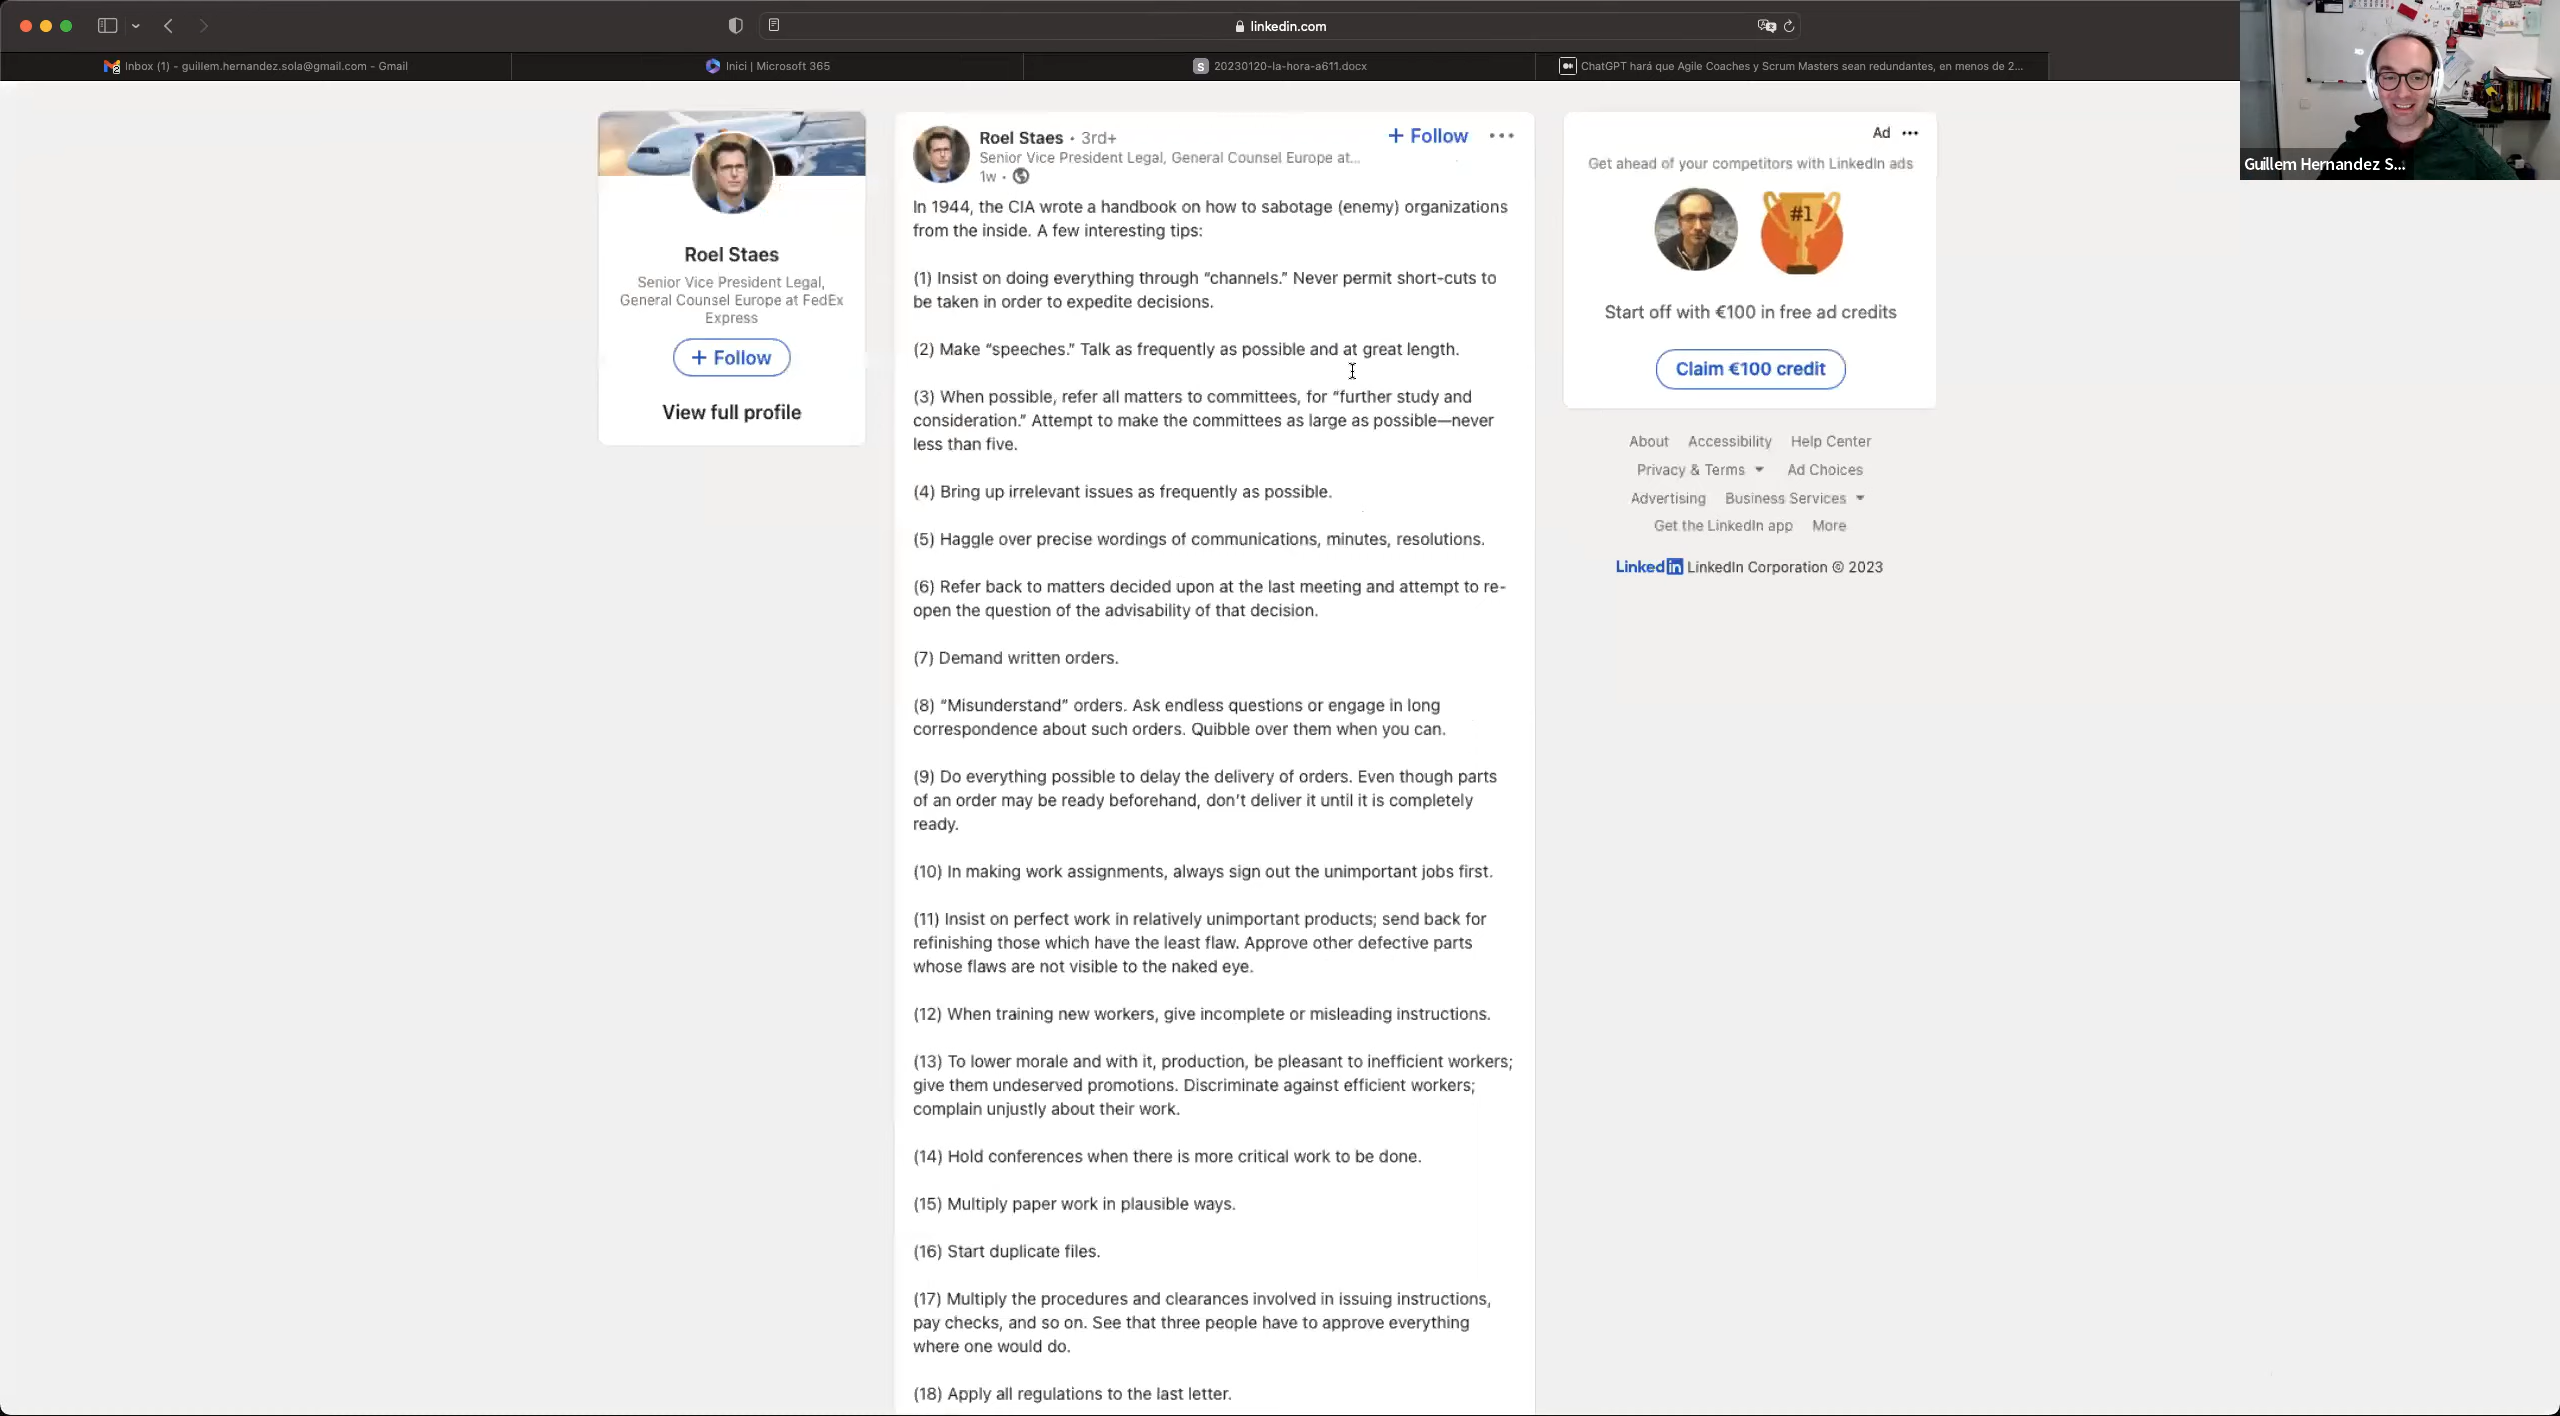 linkedin.com
Inbox (1) - guillem.hernandez.sola@gmail.com - Gmail
Inici | Microsoft 365
S 20230120-la-hora-a611.docx
ChatGPT hará que Agile Coaches y Scrum Masters sean redundantes, en menos de 2...
Guillem Hernandez S...
Roel Staes
Senior Vice President Legal,
General Counsel Europe at FedEx
Express
+ Follow
View full profile
Roel Staes • 3rd+
Senior Vice President Legal, General Counsel Europe at...
1w •
+ Follow
In 1944, the CIA wrote a handbook on how to sabotage (enemy) organizations
from the inside. A few interesting tips:
(1) Insist on doing everything through “channels.” Never permit short-cuts to
be taken in order to expedite decisions.
(2) Make “speeches.” Talk as frequently as possible and at great length.
(3) When possible, refer all matters to committees, for “further study and
consideration.” Attempt to make the committees as large as possible—never
less than five.
(4) Bring up irrelevant issues as frequently as possible.
(5) Haggle over precise wordings of communications, minutes, resolutions.
(6) Refer back to matters decided upon at the last meeting and attempt to re-
open the question of the advisability of that decision.
(7) Demand written orders.
(8) “Misunderstand” orders. Ask endless questions or engage in long
correspondence about such orders. Quibble over them when you can.
(9) Do everything possible to delay the delivery of orders. Even though parts
of an order may be ready beforehand, don’t deliver it until it is completely
ready.
(10) In making work assignments, always sign out the unimportant jobs first.
(11) Insist on perfect work in relatively unimportant products; send back for
refinishing those which have the least flaw. Approve other defective parts
whose flaws are not visible to the naked eye.
(12) When training new workers, give incomplete or misleading instructions.
(13) To lower morale and with it, production, be pleasant to inefficient workers;
give them undeserved promotions. Discriminate against efficient workers;
complain unjustly about their work.
(14) Hold conferences when there is more critical work to be done.
(15) Multiply paper work in plausible ways.
(16) Start duplicate files.
(17) Multiply the procedures and clearances involved in issuing instructions,
pay checks, and so on. See that three people have to approve everything
where one would do.
(18) Apply all regulations to the last letter.
Ad
Get ahead of your competitors with LinkedIn ads
#1
Start off with €100 in free ad credits
Claim €100 credit
About Accessibility Help Center
Privacy & Terms Ad Choices
Advertising Business Services
Get the LinkedIn app More
LinkedIn LinkedIn Corporation © 2023